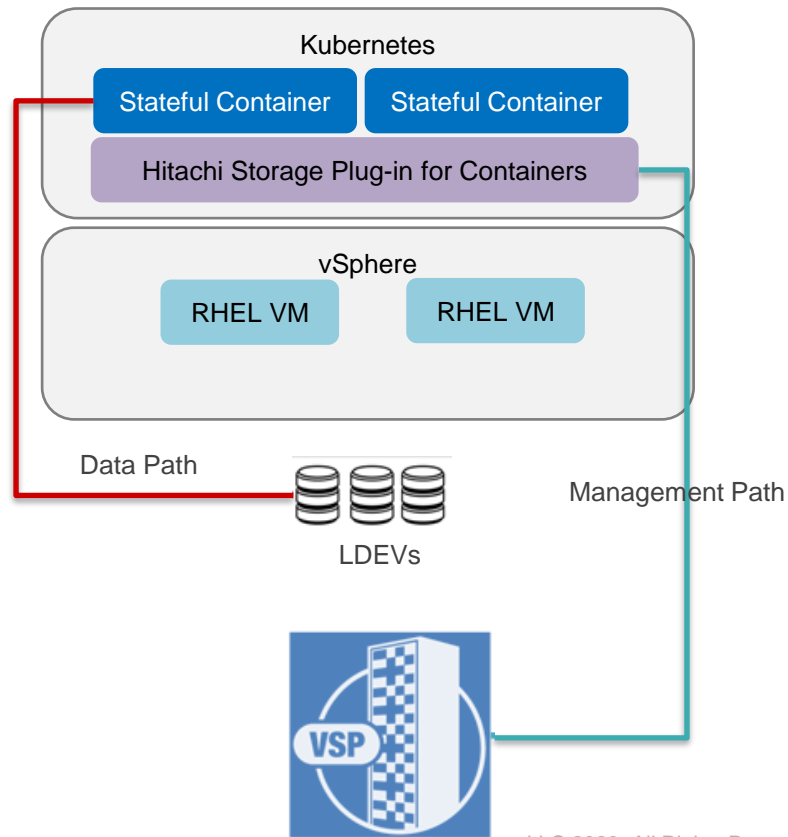 Kubernetes
Stateful Container
Stateful Container
Hitachi Storage Plug-in for Containers
vSphere
RHEL VM
RHEL VM
Data Path
Management Path
LDEVs
VSP